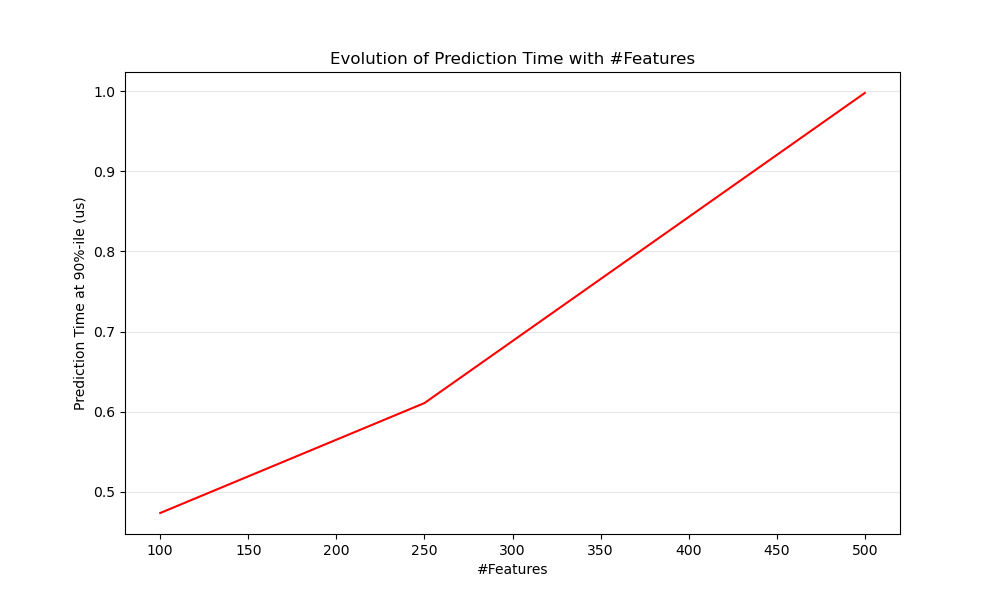 Evolution of Prediction Time with #Features
Prediction Time at 90%-ile (us)
1.0
0.9
0.8
0.7
0.6
0.5
100 150 200 250 300 350 400 450 500
#Features